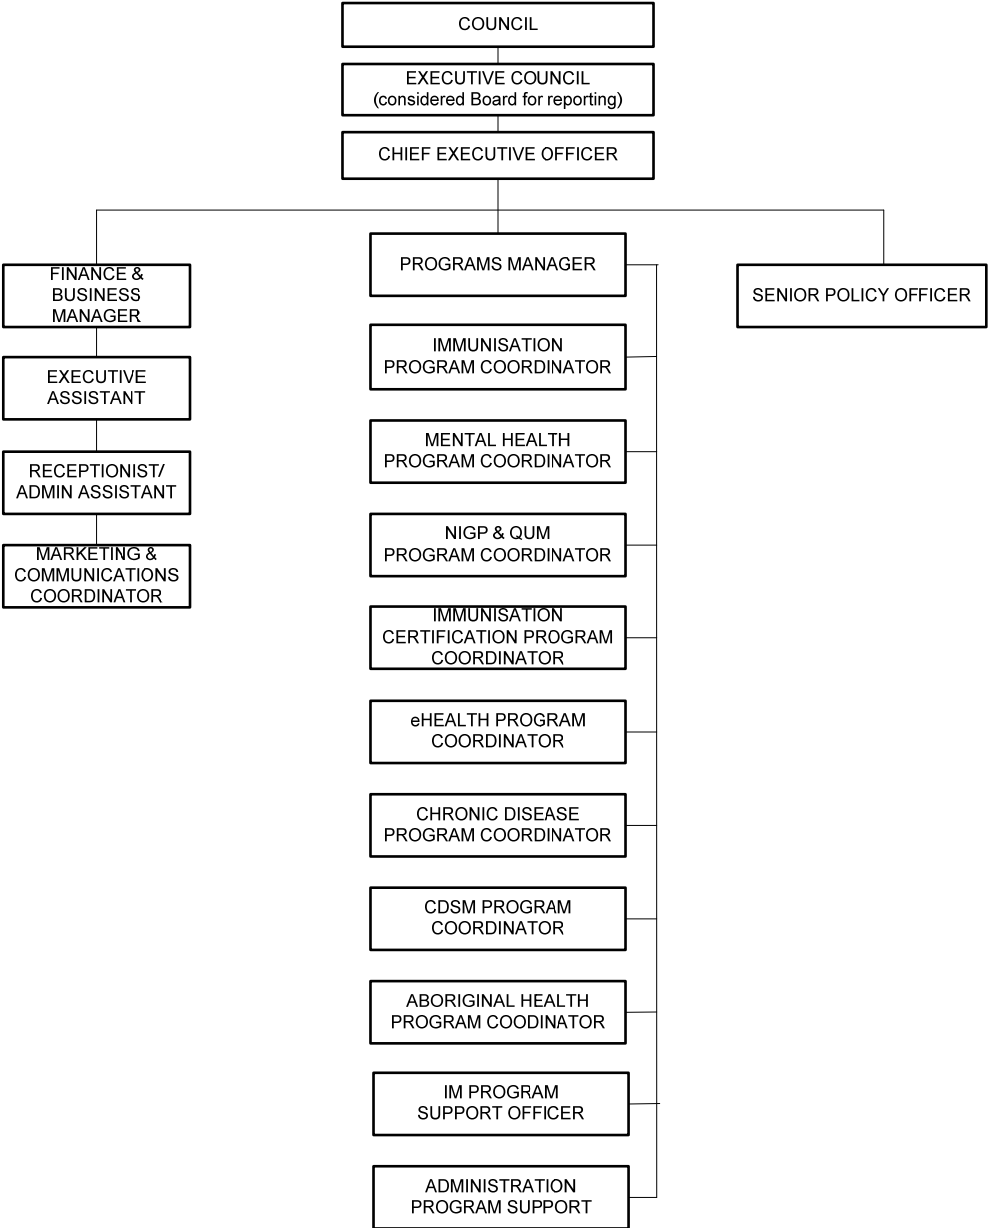 COUNCIL
EXECUTIVE COUNCIL
(considered Board for reporting)
CHIEF EXECUTIVE OFFICER
FINANCE &
BUSINESS
MANAGER
EXECUTIVE
ASSISTANT
RECEPTIONIST/
ADMIN ASSISTANT
MARKETING &
COMMUNICATIONS
COORDINATOR
PROGRAMS MANAGER
IMMUNISATION
PROGRAM COORDINATOR
MENTAL HEALTH
PROGRAM COORDINATOR
NIGP & QUM
PROGRAM COORDINATOR
IMMUNISATION
CERTIFICATION PROGRAM
COORDINATOR
eHEALTH PROGRAM
COORDINATOR
CHRONIC DISEASE
PROGRAM COORDINATOR
CDSM PROGRAM
COORDINATOR
ABORIGINAL HEALTH
PROGRAM COODINATOR
IM PROGRAM
SUPPORT OFFICER
ADMINISTRATION
PROGRAM SUPPORT
SENIOR POLICY OFFICER